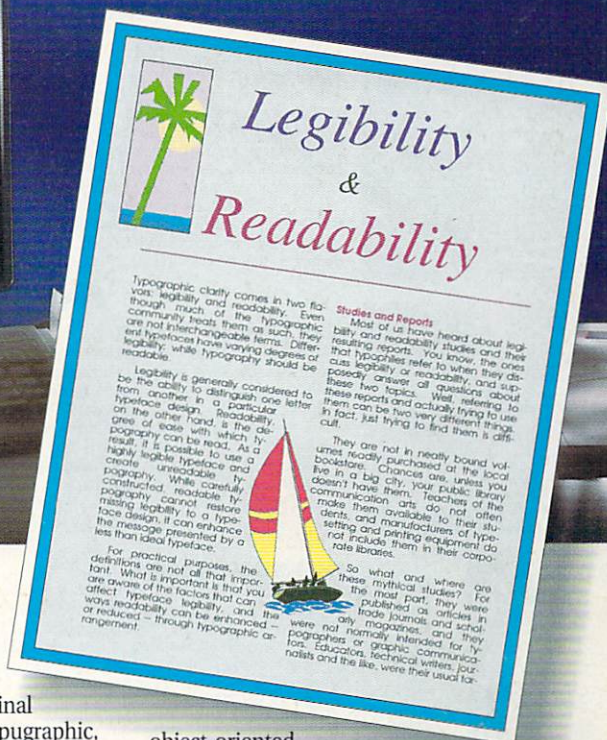 Legibility
&
Readability
Typographic clarity comes in two fla-
vors: legibility and readability. Even
though much of the typographic
community treats them as such, they
are not interchangeable terms. Differ-
ent typefaces have varying degrees of
legibility; while typography should be
readable.
Legibility is generally considered to
be the ability to distinguish one letter
from another in a particular
typeface design. Readability,
on the other hand, is the de-
gree of ease with which ty-
pography can be read. As a
result, it is possible to use a
highly legible typeface and
create unreadable ty-
pography. While carefully
constructed, readable ty-
pography cannot restore
missing legibility to a type-
face design, it can enhance
the message presented by a
less than ideal typeface.
For practical purposes, the
definitions are not all that impor-
tant. What is important is that you
are aware of the factors that can
affect typeface legibility, and the
ways readability can be enhanced –
or reduced – through typographic ar-
rangement.
Studies and Reports
Most of us have heard about legi-
bility and readability studies and their
resulting reports. You know, the ones
that typophiles refer to when they dis-
cuss legibility or readability, and sup-
posedly answer all questions about
these two topics. Well, referring to
these reports and actually trying to use
them can be two very different things.
In fact, just trying to find them is diffi-
cult.
They are not in neatly bound vol-
umes readily purchased at the local
bookstore. Chances are, unless you
live in a big city, your public library
doesn't have them. Teachers of the
communication arts do not often
make them available to their stu-
dents, and manufacturers of type-
setting and printing equipment do
not include them in their corpo-
rate libraries.
So what and where are
these mythical studies? For
the most part, they were
published as articles in
trade journals and schol-
arly magazines, and they
were not normally intended for ty-
pographers or graphic communica-
tors. Educators, technical writers, jour-
nalists and the like, were their usual tar-
inal
pugraphic,
object-oriented